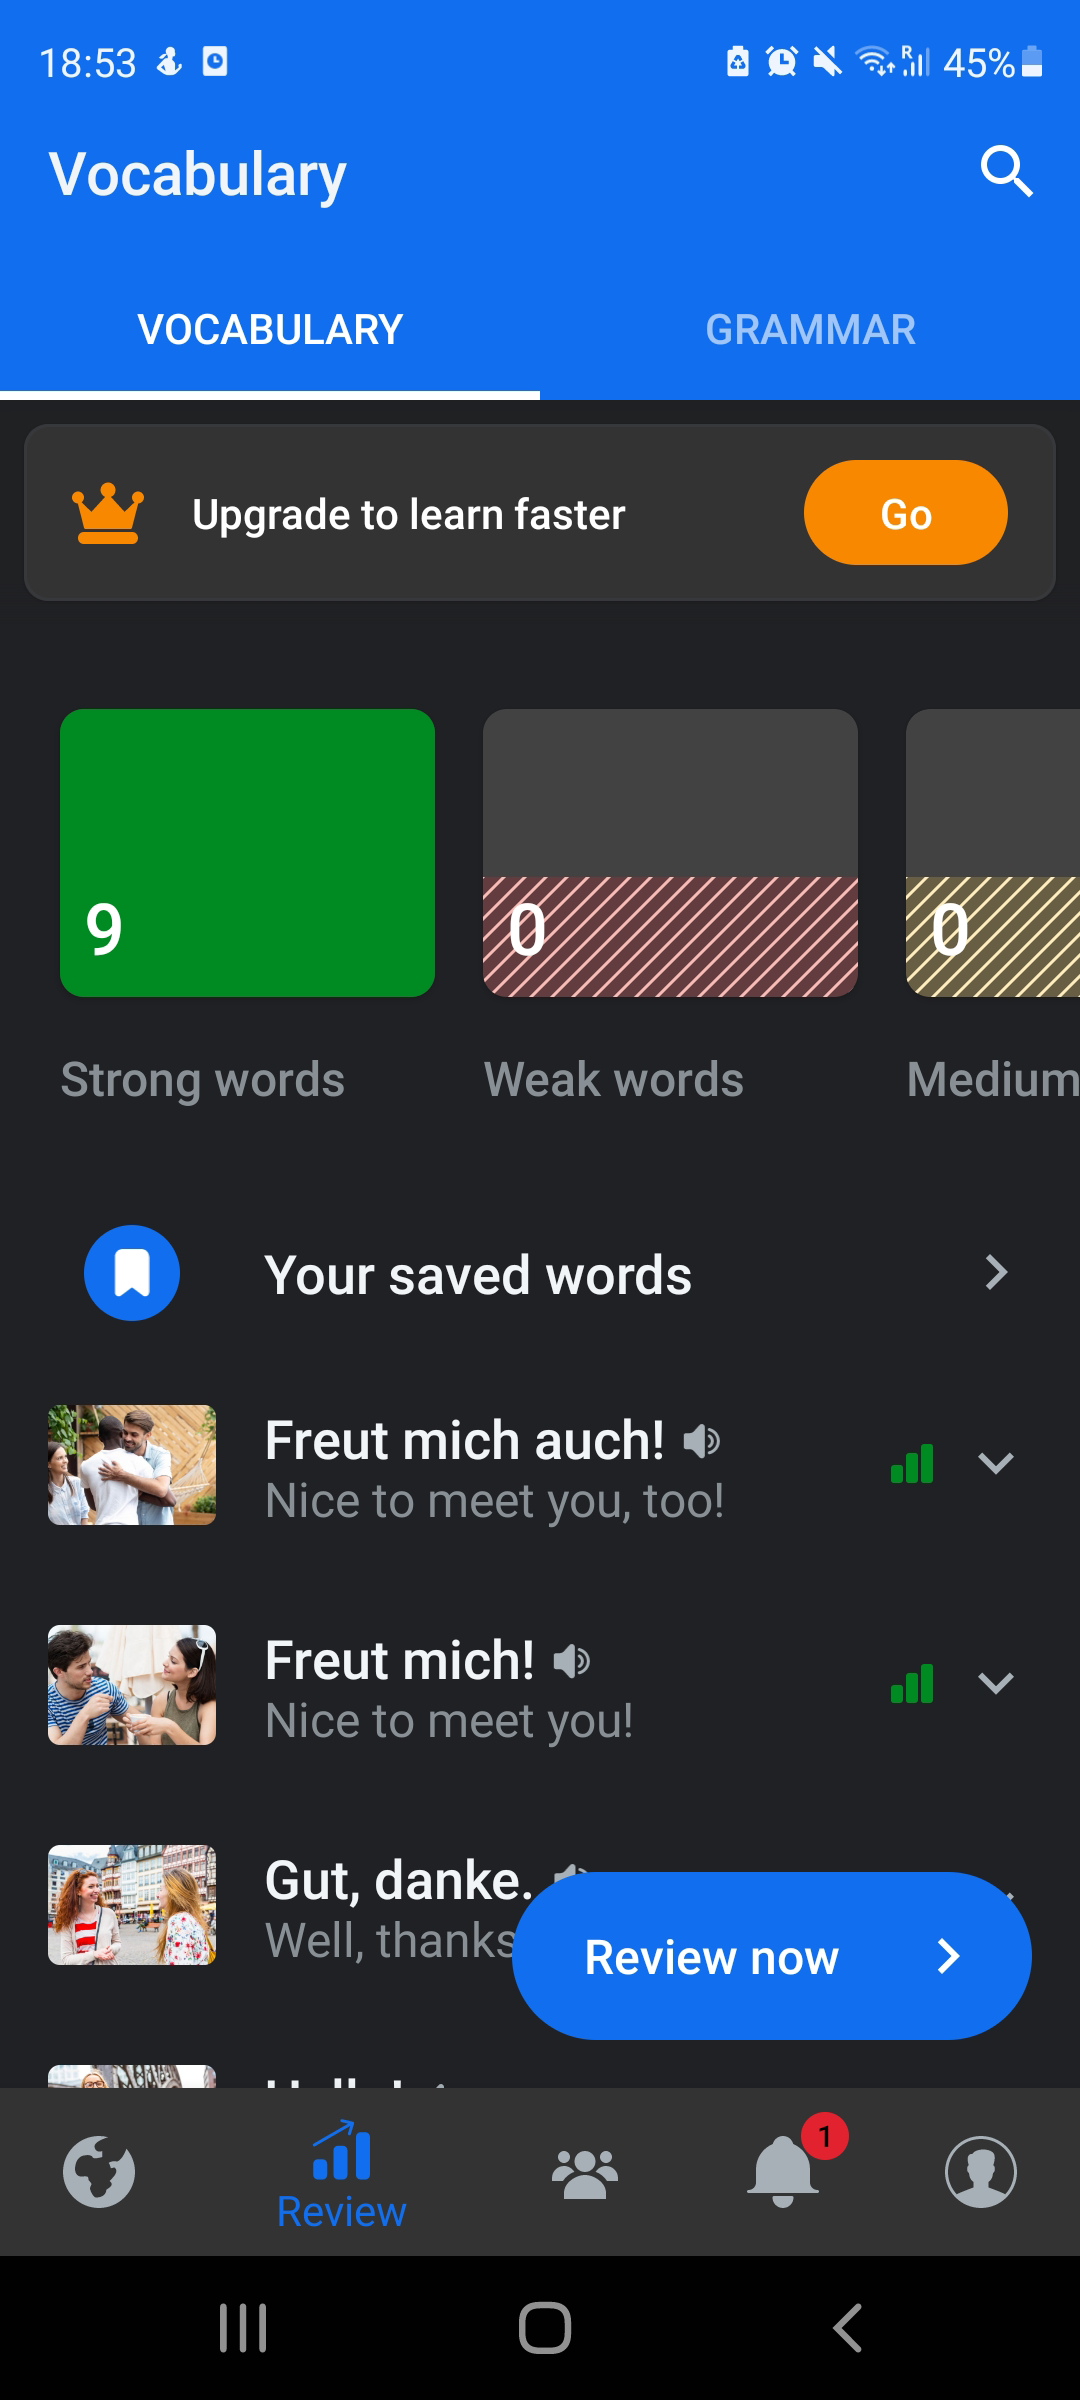 18:53
45%
Vocabulary
VOCABULARY
GRAMMAR
Upgrade to learn faster
Go
9
0
0
Strong words
Weak words
Medium
Your saved words
Freut mich auch!
Nice to meet you, too!
Freut mich!
Nice to meet you!
Gut, danke.
Well, thanks
Review now
1
Review